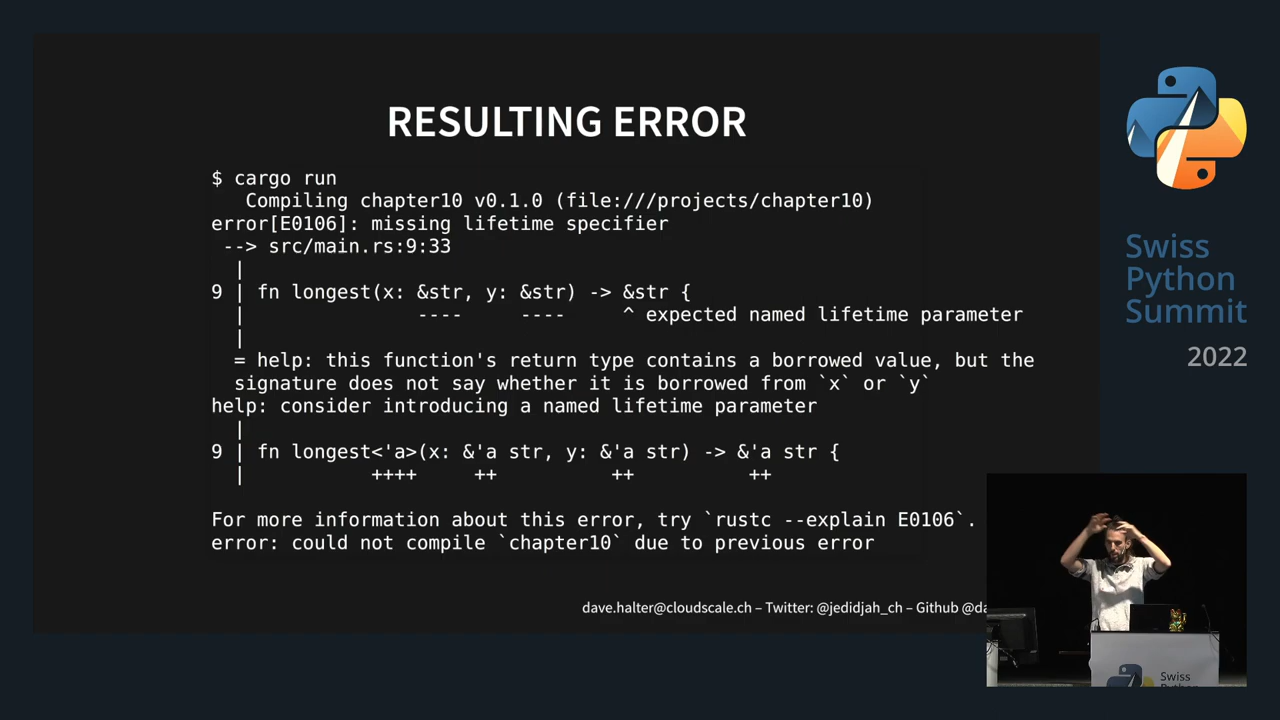 RESULTING ERROR
$ cargo run
   Compiling chapter10 v0.1.0 (file:///projects/chapter10)
error[E0106]: missing lifetime specifier
 --> src/main.rs:9:33
  |
9 | fn longest(x: &str, y: &str) -> &str {
  |               ----     ----     ^ expected named lifetime parameter
  |
  = help: this function's return type contains a borrowed value, but the
  signature does not say whether it is borrowed from `x` or `y`
help: consider introducing a named lifetime parameter
  |
9 | fn longest<'a>(x: &'a str, y: &'a str) -> &'a str {
  |           ++++     ++          ++          ++
For more information about this error, try `rustc --explain E0106`.
error: could not compile `chapter10` due to previous error
dave.halter@cloudscale.ch – Twitter: @jedidjah_ch – Github @da
Swiss
Python
Summit
2022
Swiss